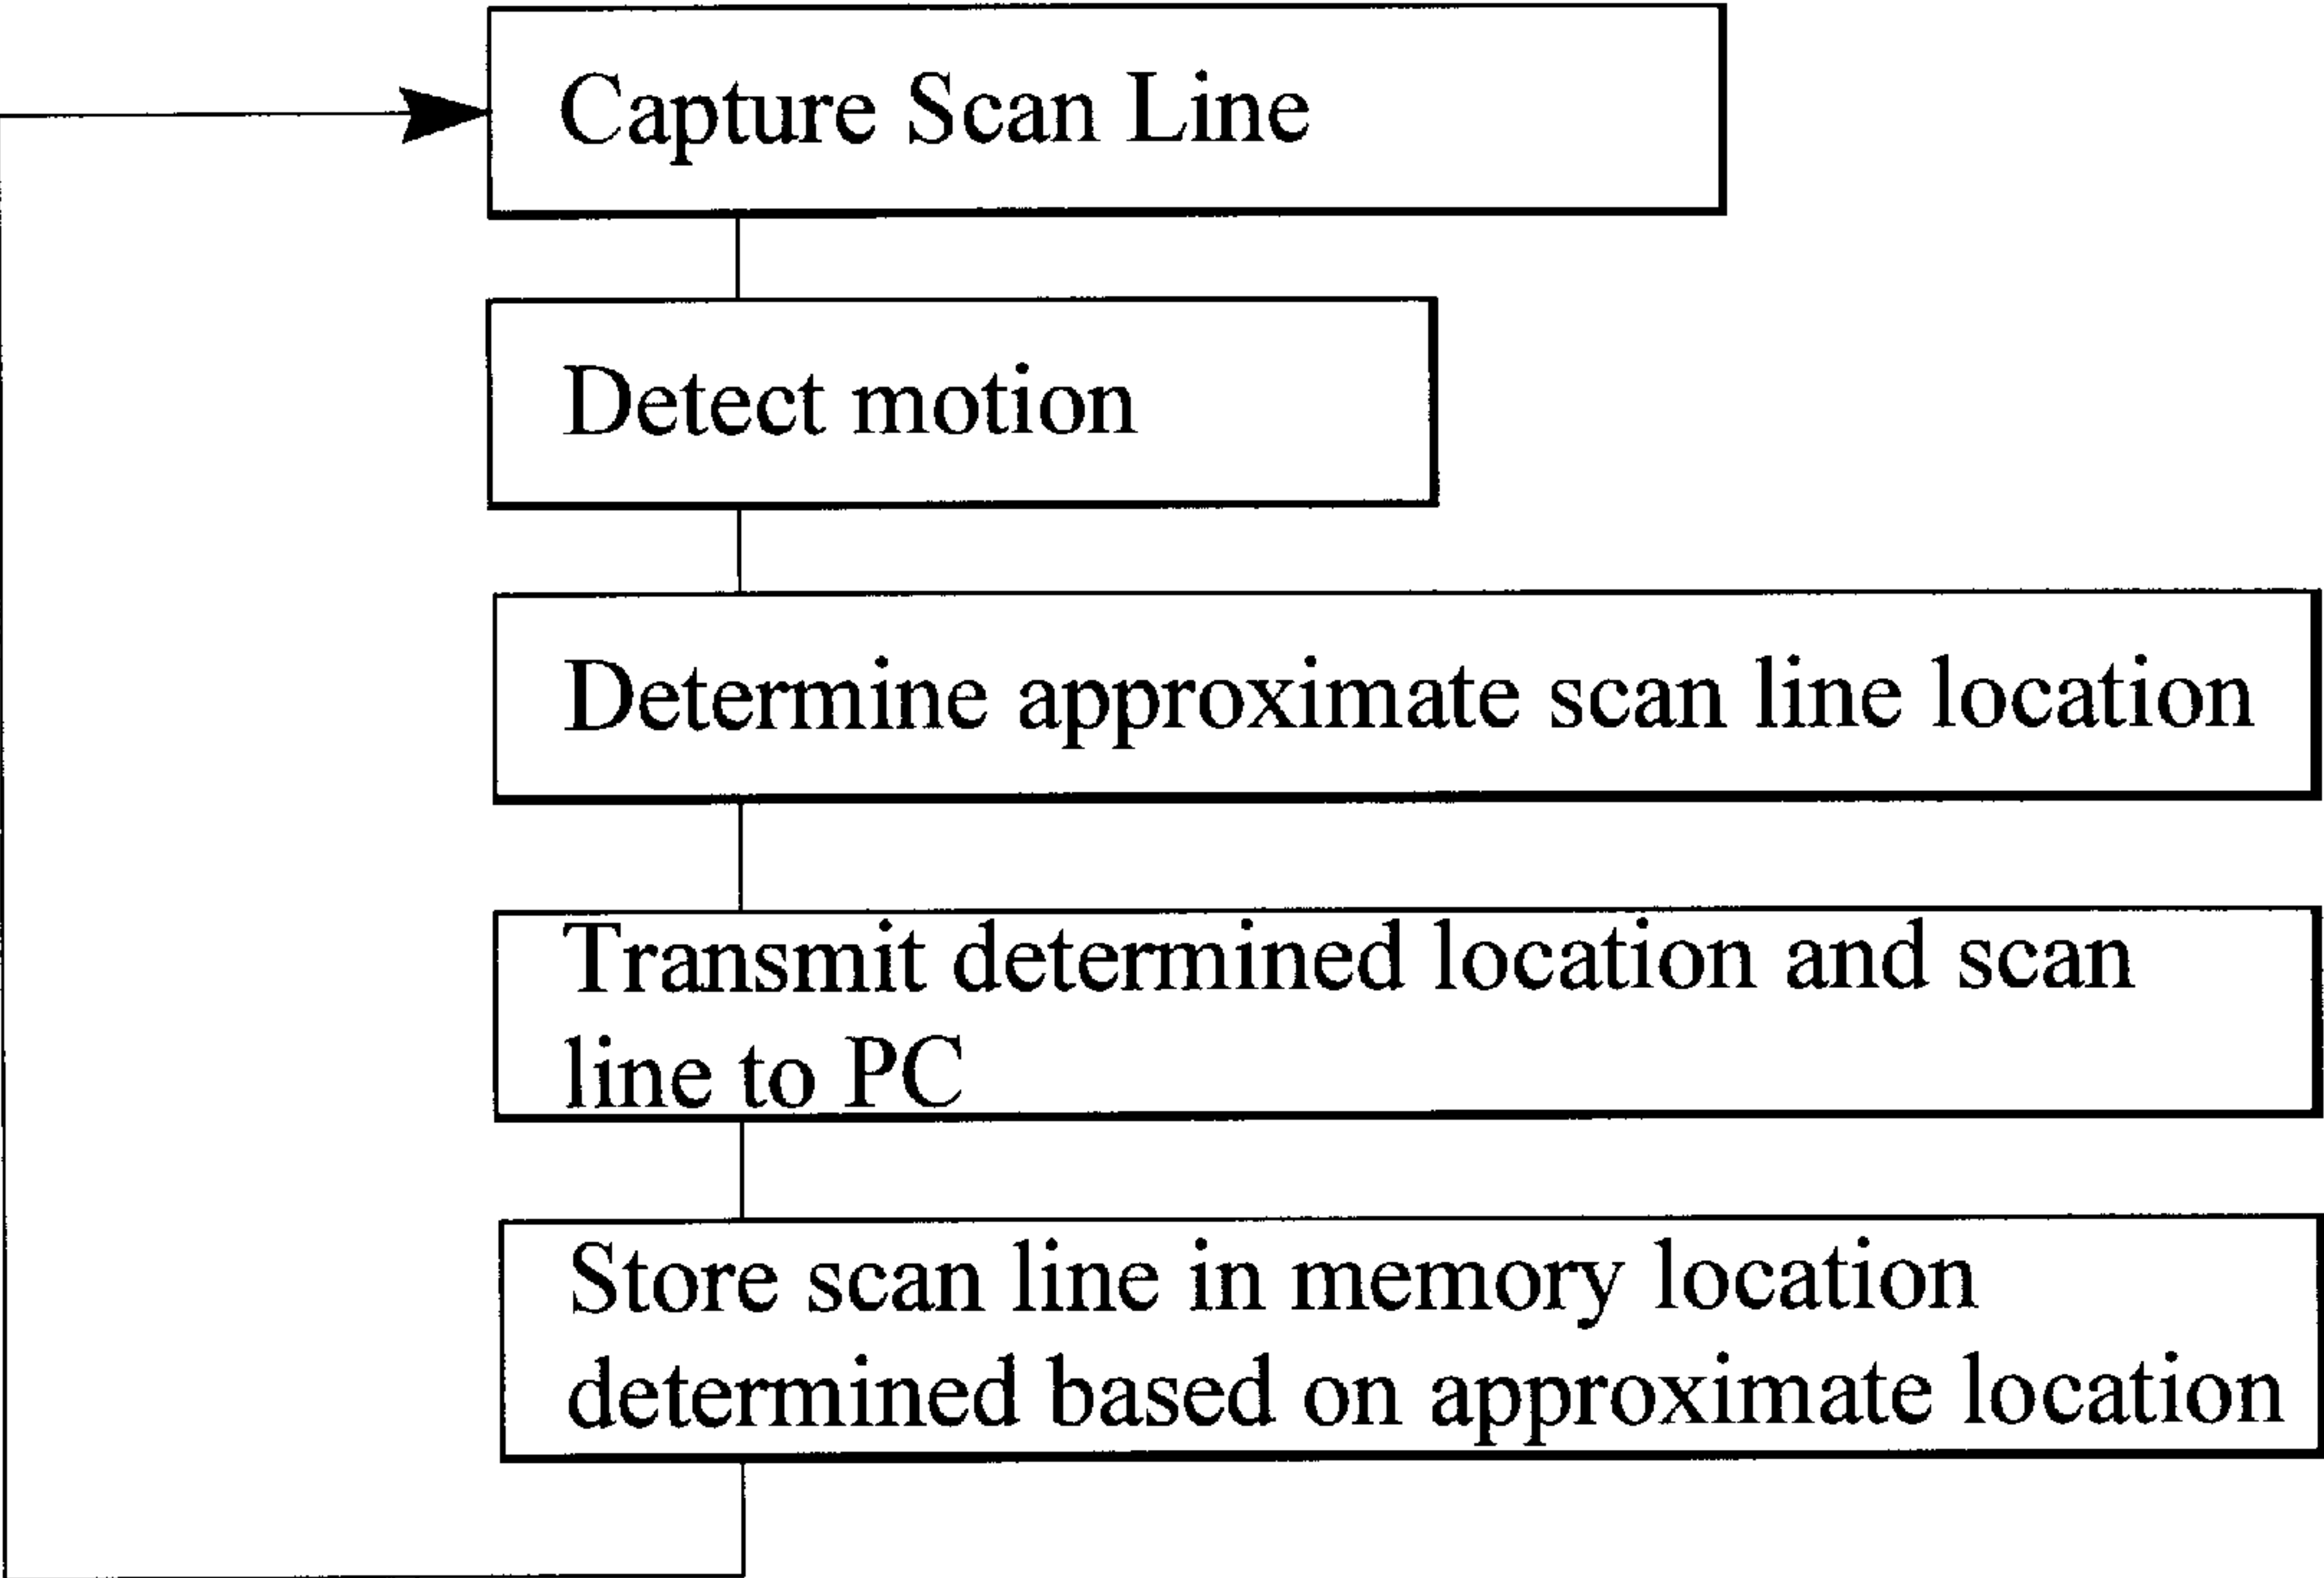 Capture Scan Line
Detect motion
Determine approximate scan line location
Transmit determined location and scan
line to PC
Store scan line in memory location
determined based on approximate location